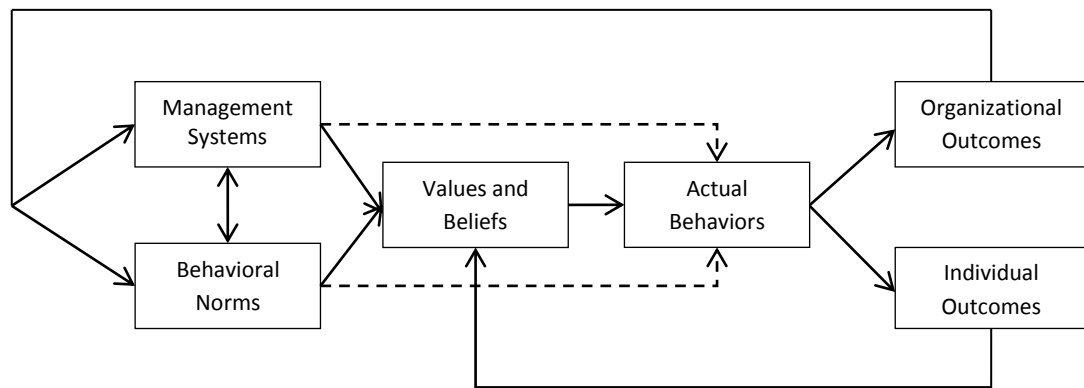 Management
Systems
Behavioral
Norms
Values and
Beliefs
Actual
Behaviors
Organizational
Outcomes
Individual
Outcomes